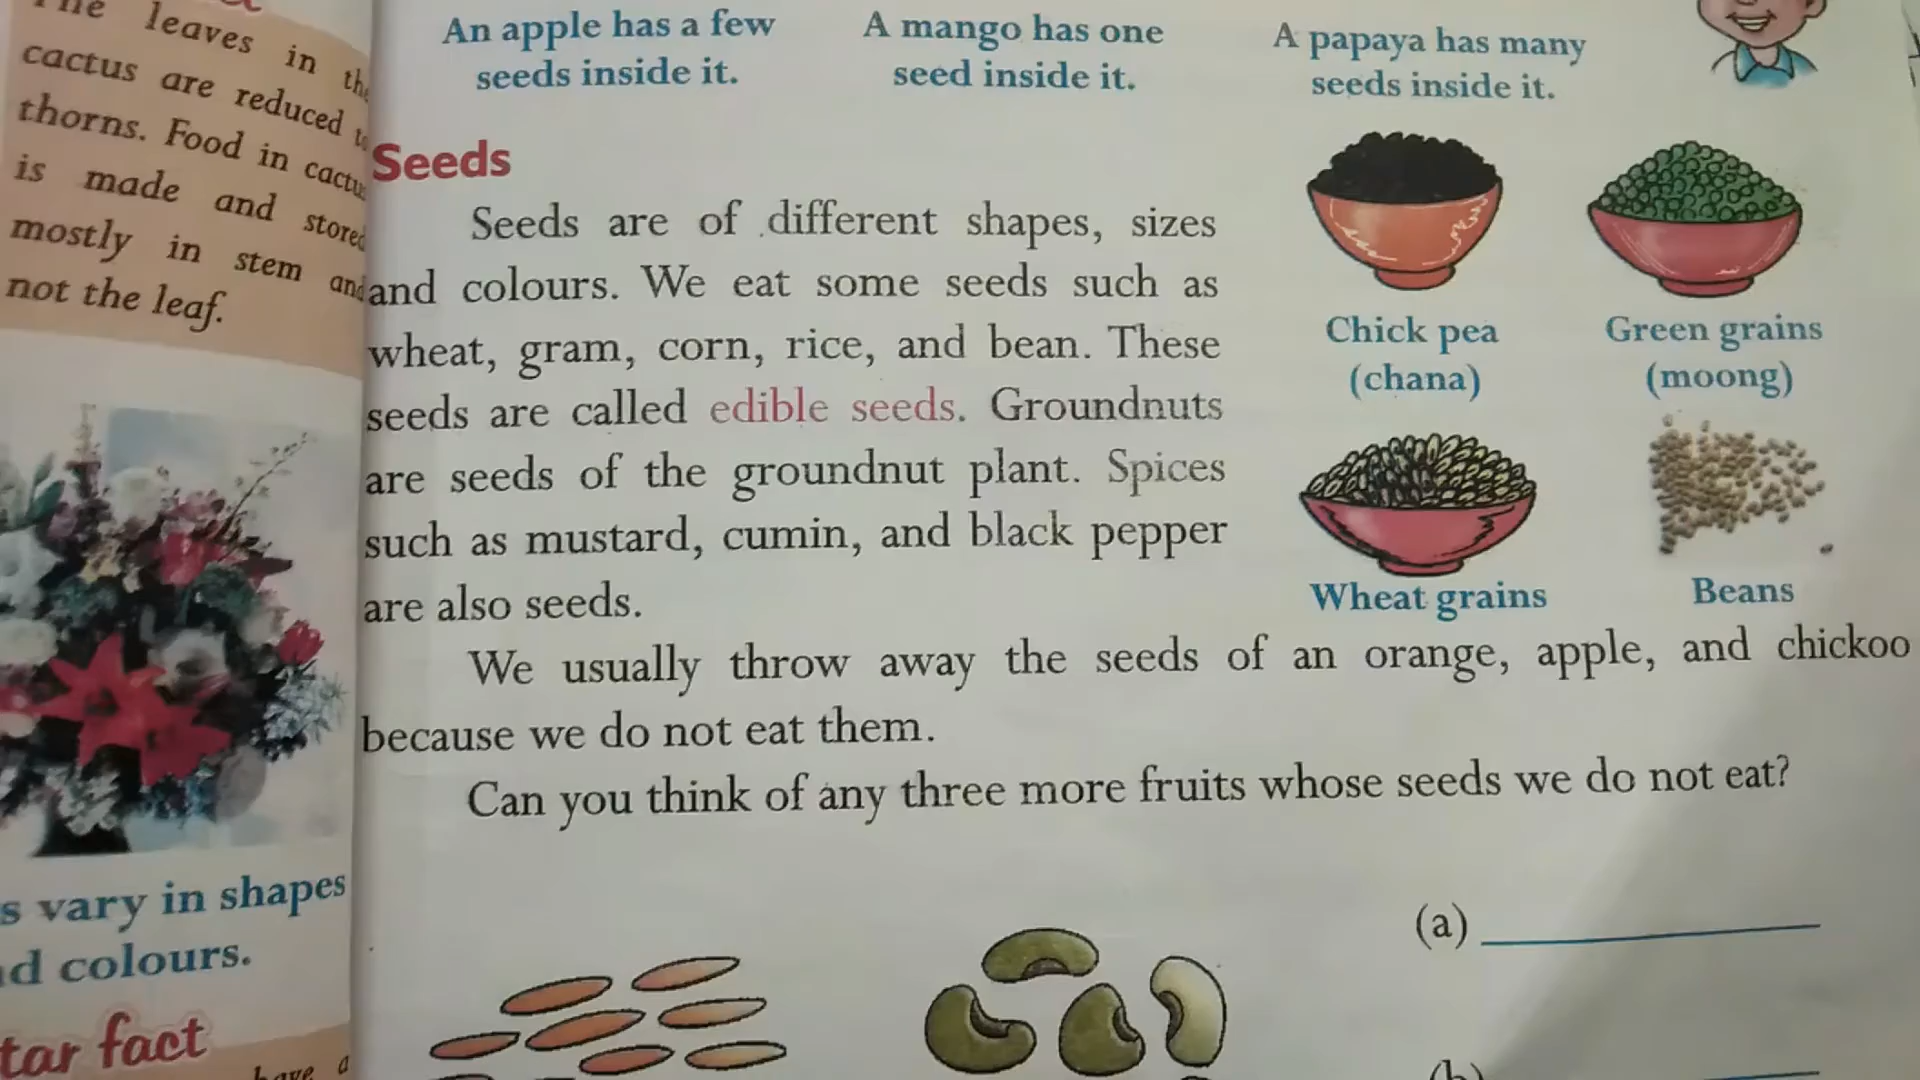 The leaves in the
cactus are reduced to
thorns. Food in cactus
is made and stored
mostly in stem and
not the leaf.
s vary in shapes
d colours.
tar fact
have a
An apple has a few
seeds inside it.
A mango has one
seed inside it.
A papaya has many
seeds inside it.
Seeds
Seeds are of different shapes, sizes
and colours. We eat some seeds such as
wheat, gram, corn, rice, and bean. These
seeds are called edible seeds. Groundnuts
are seeds of the groundnut plant. Spices
such as mustard, cumin, and black pepper
are also seeds.
Chick pea
(chana)
Green grains
(moong)
Wheat grains
Beans
We usually throw away the seeds of an orange, apple, and chickoo
because we do not eat them.
Can you think of any three more fruits whose seeds we do not eat?
(a)
(b)